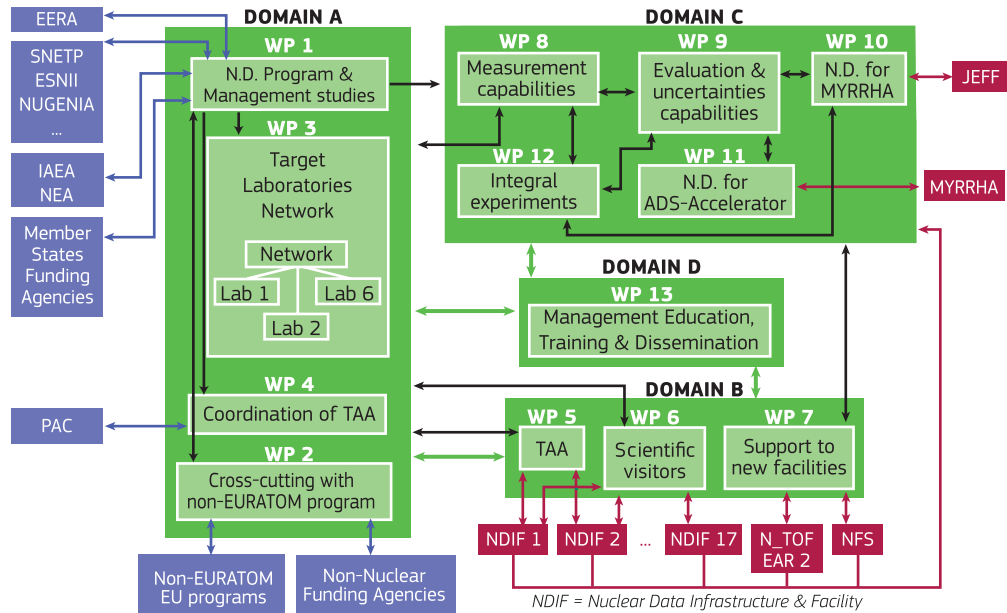 EERA
SNETP
ESNII
NUGENIA
...
IAEA
NEA
Member
States
Funding
Agencies
PAC
DOMAIN A
WP 1
N.D. Program &
Management studies
WP 3
Target
Laboratories
Network
Network
Lab 1
Lab 6
Lab 2
WP 4
Coordination of TAA
WP 2
Cross-cutting with
non-EURATOM program
Non-EURATOM
EU programs
Non-Nuclear
Funding Agencies
DOMAIN C
WP 8
Measurement
capabilities
WP 9
Evaluation &
uncertainties
capabilities
WP 10
N.D. for
MYRRHA
JEFF
WP 12
Integral
experiments
WP 11
N.D. for
ADS-Accelerator
MYRRHA
DOMAIN D
WP 13
Management Education,
Training & Dissemination
DOMAIN B
WP 5
TAA
WP 6
Scientific
visitors
WP 7
Support to
new facilities
NDIF 1
NDIF 2
...
NDIF 17
N_TOF
EAR 2
NFS
NDIF = Nuclear Data Infrastructure & Facility